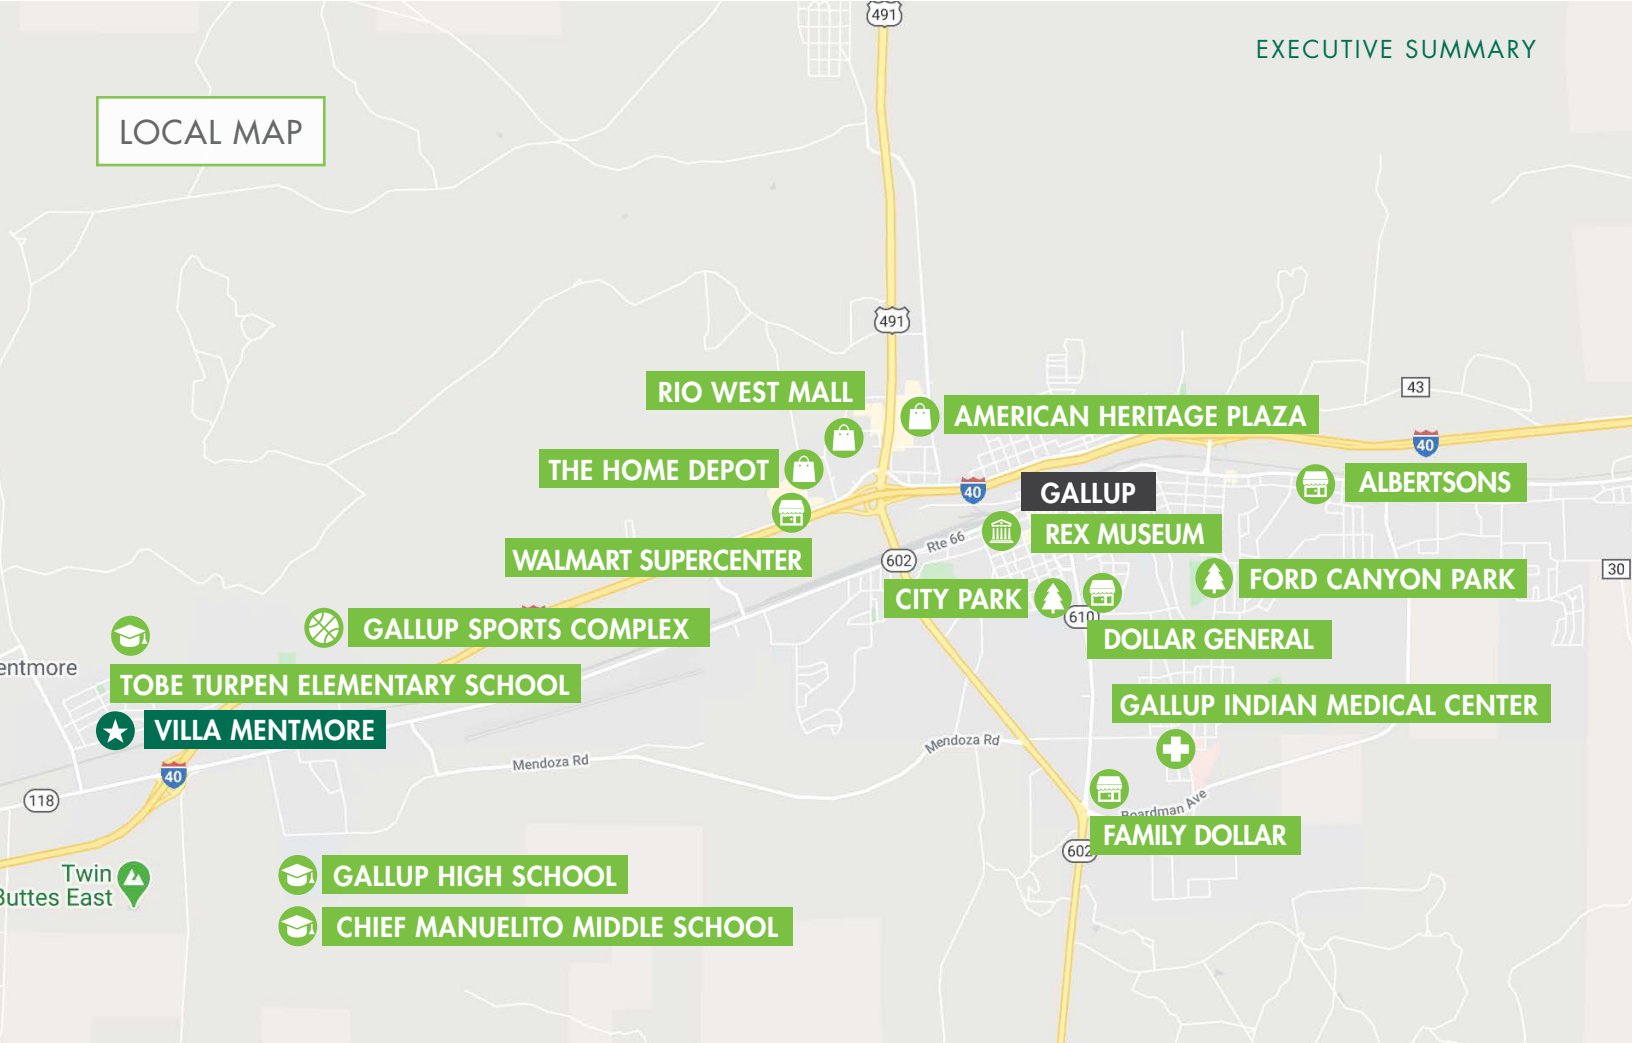 491
EXECUTIVE SUMMARY
LOCAL MAP
491
RIO WEST MALL
43
AMERICAN HERITAGE PLAZA
40
THE HOME DEPOT
ALBERTSONS
40
GALLUP
REX MUSEUM
Rte 66
WALMART SUPERCENTER
602
30
FORD CANYON PARK
CITY PARK
610
GALLUP SPORTS COMPLEX
DOLLAR GENERAL
entmore
TOBE TURPEN ELEMENTARY SCHOOL
GALLUP INDIAN MEDICAL CENTER
VILLA MENTMORE
Mendoza Rd
Mendoza Rd
40
118
Boardman Ave
FAMILY DOLLAR
602
Twin
Buttes East
GALLUP HIGH SCHOOL
CHIEF MANUELITO MIDDLE SCHOOL